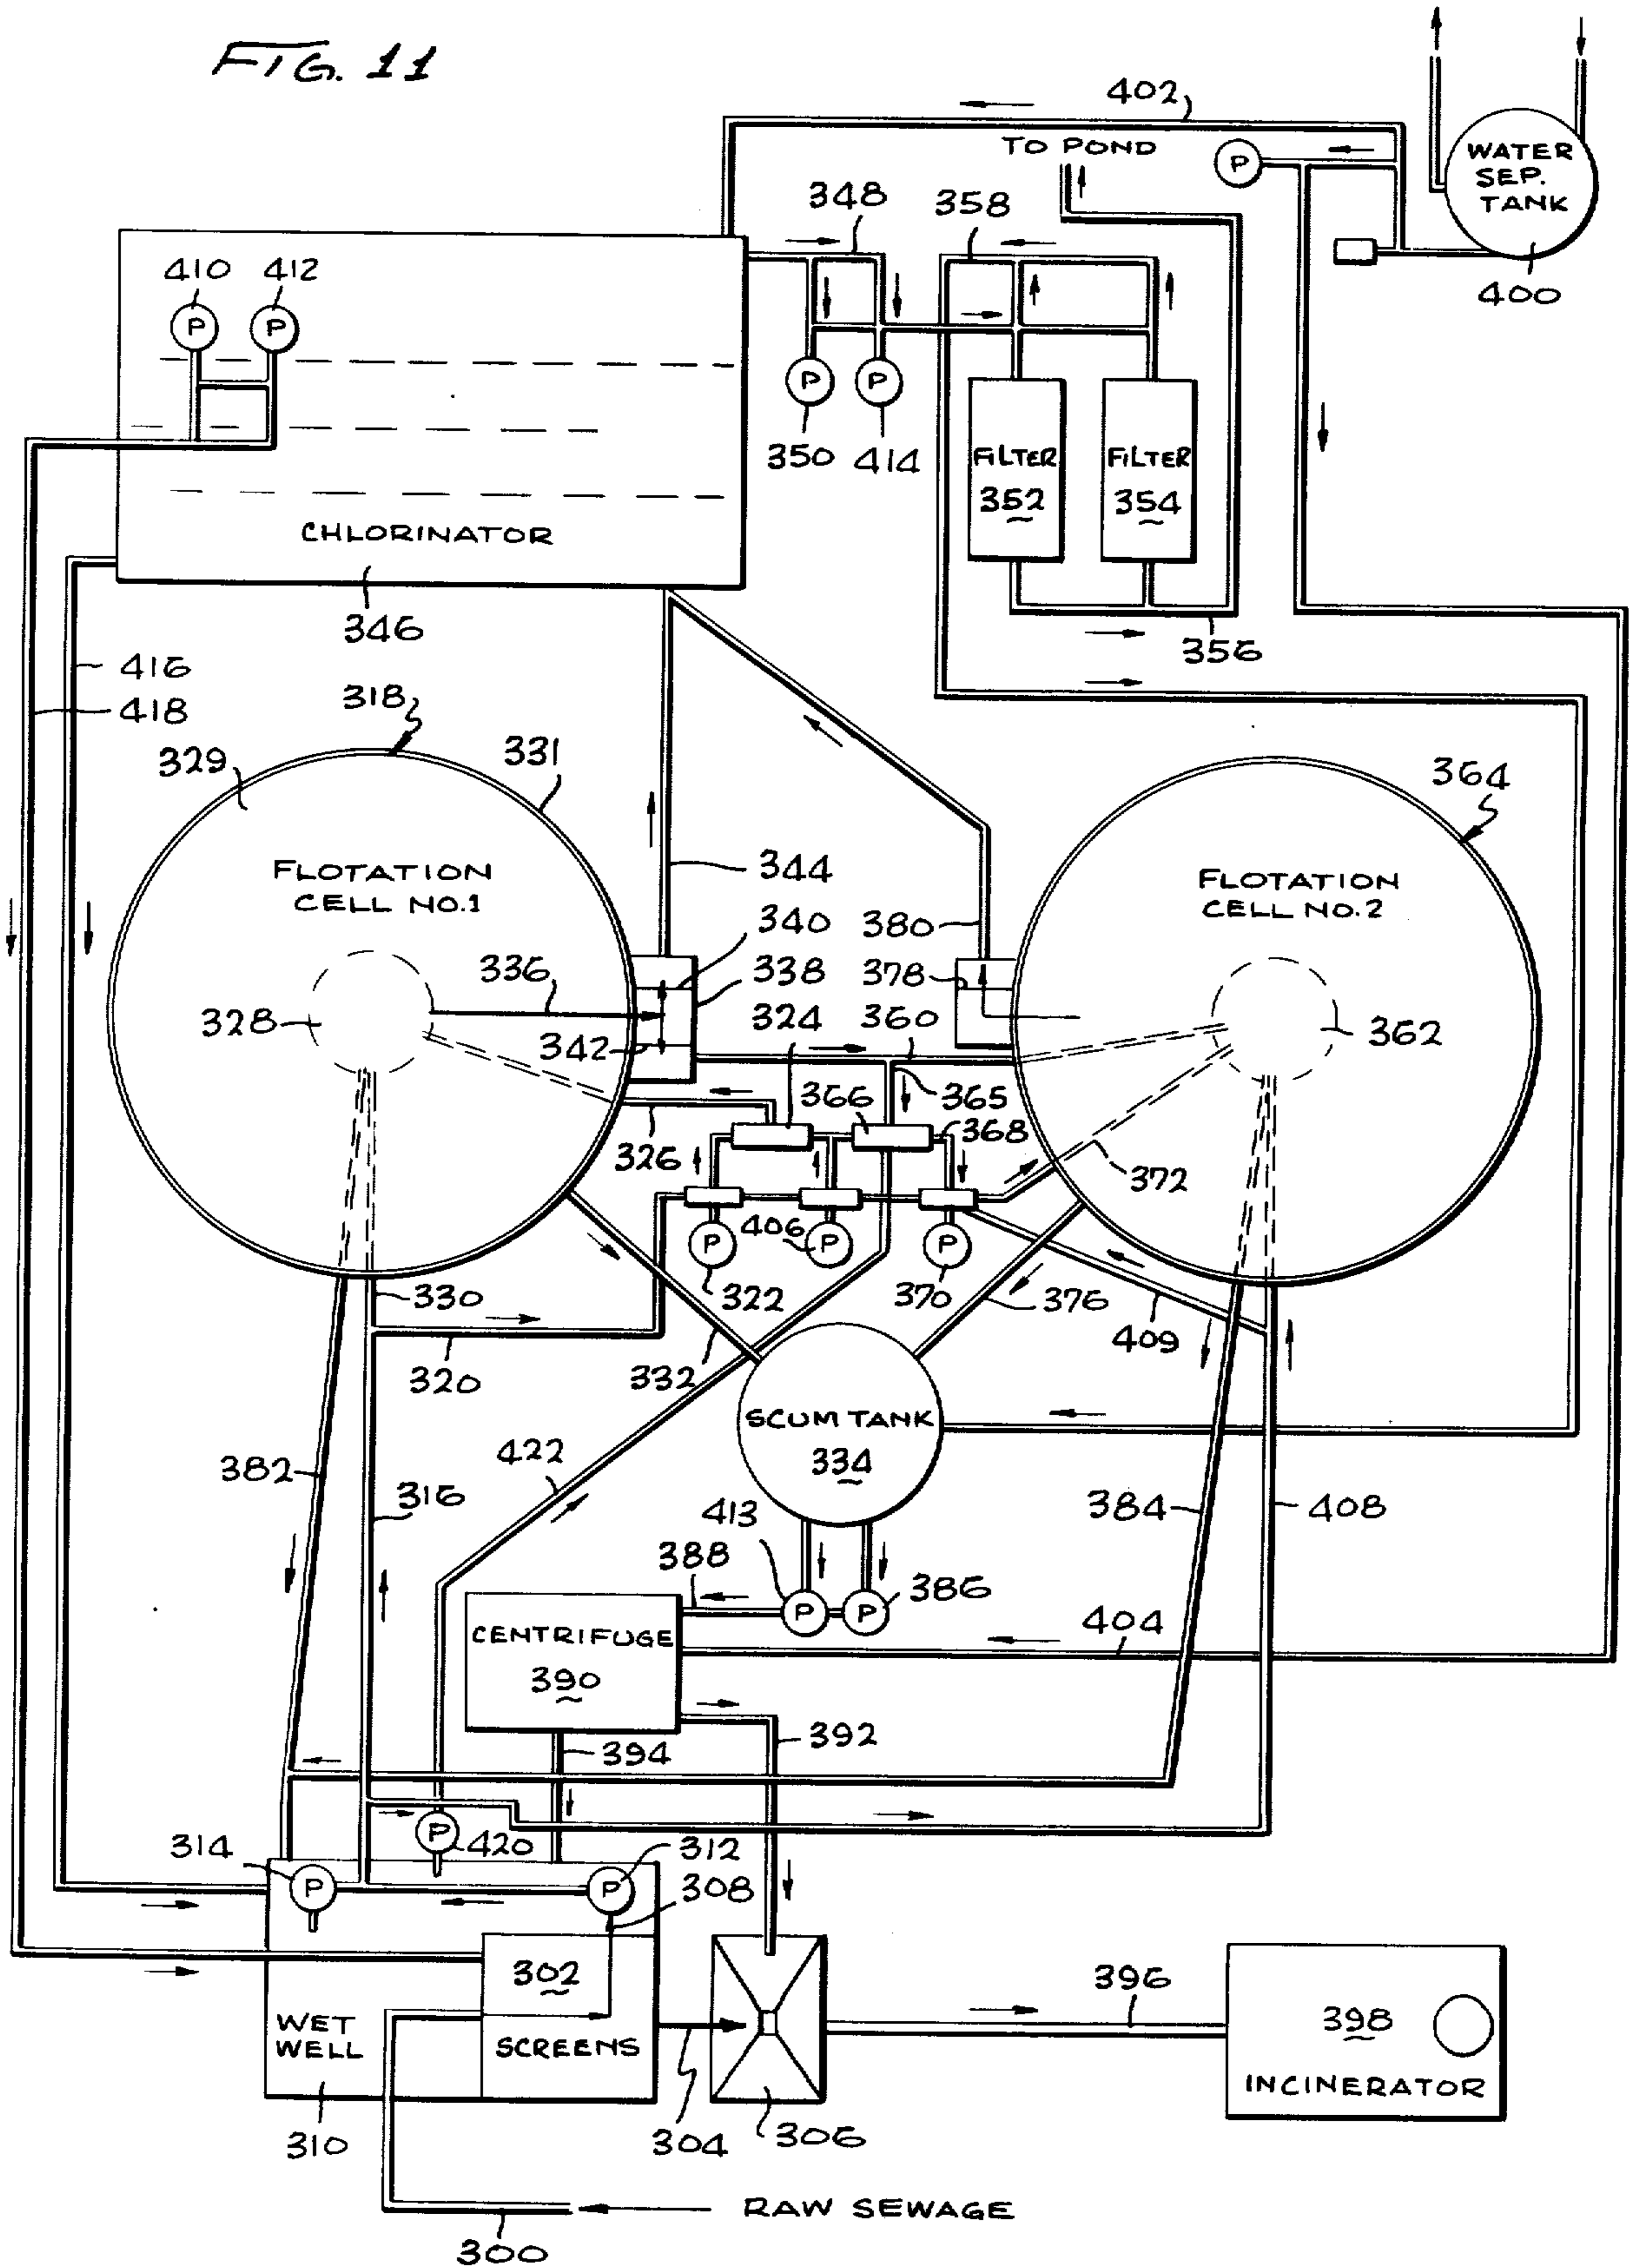 FIG. 11
402
TO POND
P
WATER
SEP.
TANK
400
348
358
410
412
P
P
P
P
350
414
FILTER
352
FILTER
354
CHLORINATOR
346
356
416
418
318
331
329
364
FLOTATION
CELL NO.1
FLOTATION
CELL NO.2
344
340
380
338
378
336
324
360
328
342
362
366
365
368
326
372
406
P
P
P
322
370
376
330
409
320
332
SCUM TANK
334
422
382
316
384
408
413
388
386
P
P
CENTRIFUGE
390
404
392
394
P
420
314
312
P
P
308
302
396
398
WET
WELL
SCREENS
INCINERATOR
310
304
306
RAW SEWAGE
300